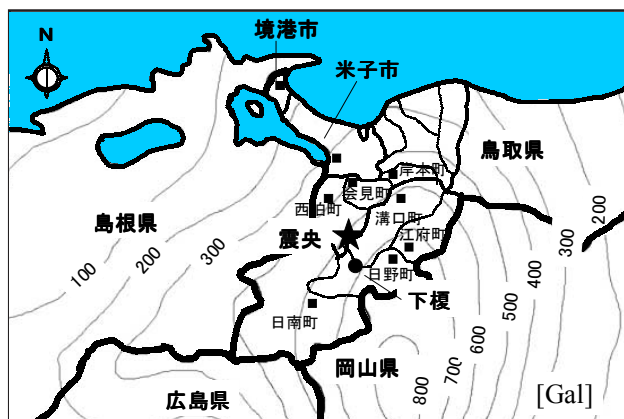 境港市
N
米子市
鳥取県
岸本町
会見町
西伯町
溝口町
島根県
江府町
震央
日野町
下榎
日南町
岡山県
広島県
100
200
300
200
300
400
500
600
700
800
[Gal]